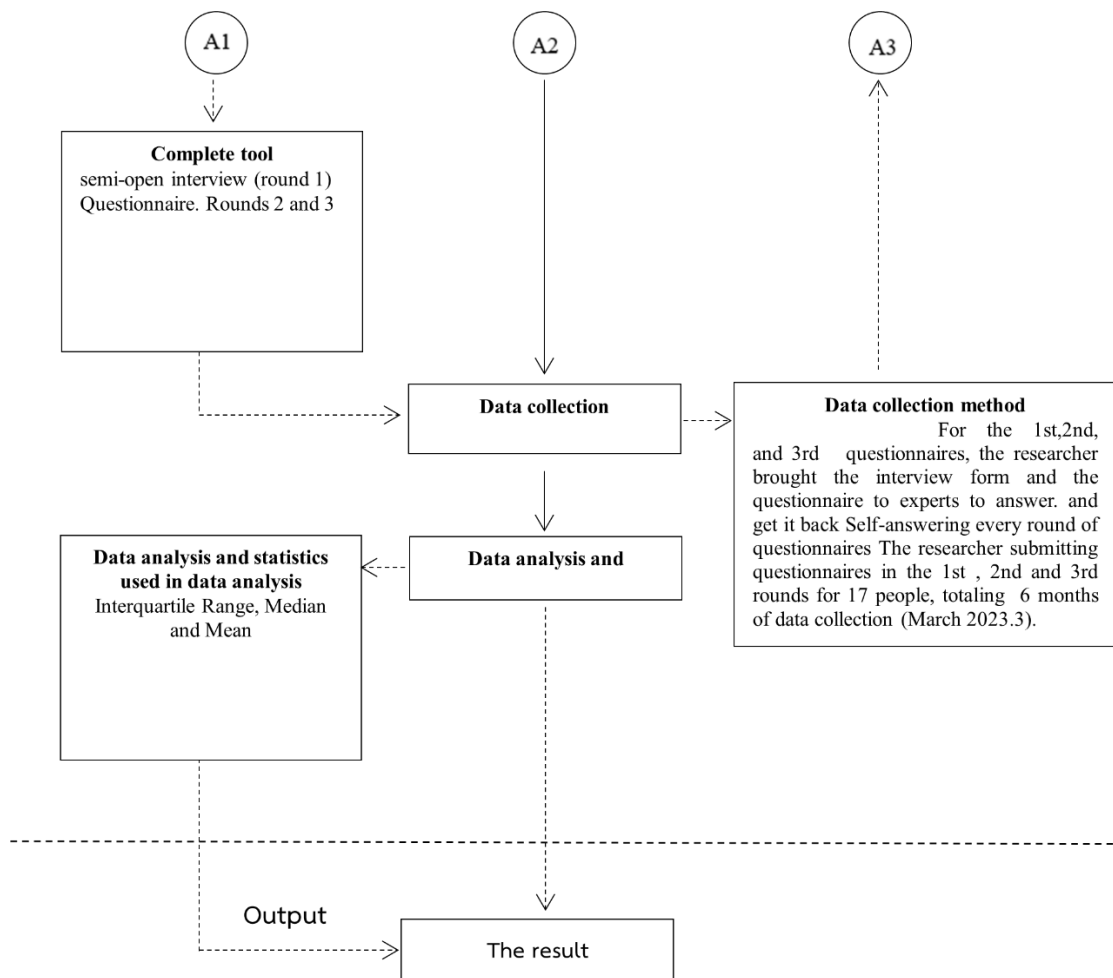 A1
A2
A3
Complete tool
semi-open interview (round 1)
Questionnaire. Rounds 2 and 3
Data collection
Data collection method
For the 1st,2nd,
and 3rd questionnaires, the researcher
brought the interview form and the
questionnaire to experts to answer. and
get it back Self-answering every round of
questionnaires The researcher submitting
questionnaires in the 1st , 2nd and 3rd
rounds for 17 people, totaling 6 months
of data collection (March 2023.3).
Data analysis and statistics
used in data analysis
Interquartile Range, Median
and Mean
Data analysis and
Output
The result